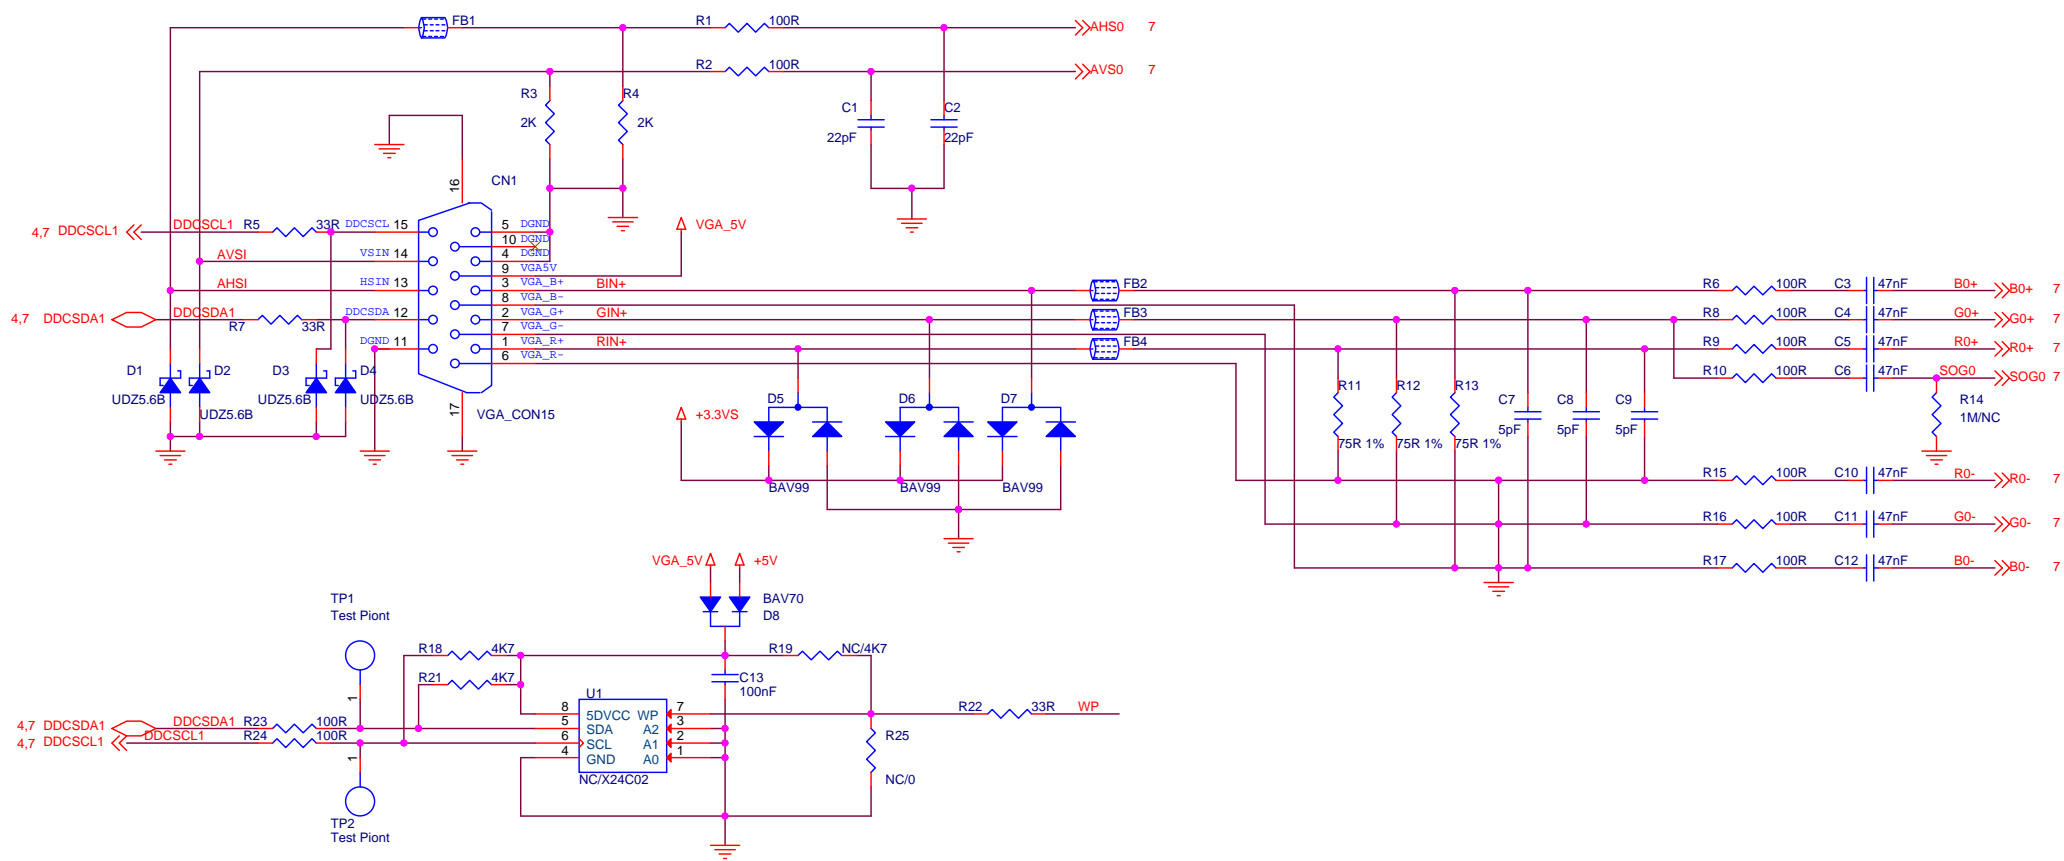 FB1 R1 100R AHS0 7
R2 100R AVS0 7
R3 2K R4 2K
C1 22pF C2 22pF
16 CN1
4,7 DDCSCL1 DDCSCL1 R5 33R DDCSCL 15
AVSI VSIN 14
AHSI HSIN 13
4,7 DDCSDA1 DDCSDA1 R7 33R DDCSDA 12
DGND 11
5 DGND
10 DGND
4 DGND
9 VGA5V
3 VGA_B+ BIN+
8 VGA_B-
2 VGA_G+ GIN+
7 VGA_G-
1 VGA_R+ RIN+
6 VGA_R-
VGA_5V
17 VGA_CON15
D1 UDZ5.6B
D2 UDZ5.6B
D3 UDZ5.6B
D4 UDZ5.6B
+3.3VS
D5 BAV99
D6 BAV99
D7 BAV99
FB2 R6 100R C3 47nF B0+ B0+ 7
FB3 R8 100R C4 47nF G0+ G0+ 7
FB4 R9 100R C5 47nF R0+ R0+ 7
R10 100R C6 47nF SOG0 SOG0 7
R11 75R 1%
R12 75R 1%
R13 75R 1%
C7 5pF
C8 5pF
C9 5pF
R14
1M/NC
R15 100R C10 47nF R0- R0- 7
R16 100R C11 47nF G0- G0- 7
R17 100R C12 47nF B0- B0- 7
VGA_5V +5V
BAV70
D8
TP1
Test Piont
1
R18 4K7
R21 4K7
R19 NC/4K7
C13
100nF
U1
8 5DVCC WP 7
5 SDA A2 3
6 SCL A1 2
4 GND A0 1
NC/X24C02
R22 33R WP
R25
NC/0
4,7 DDCSDA1 DDCSDA1 R23 100R
4,7 DDCSCL1 DDCSCL1 R24 100R
1
TP2
Test Piont